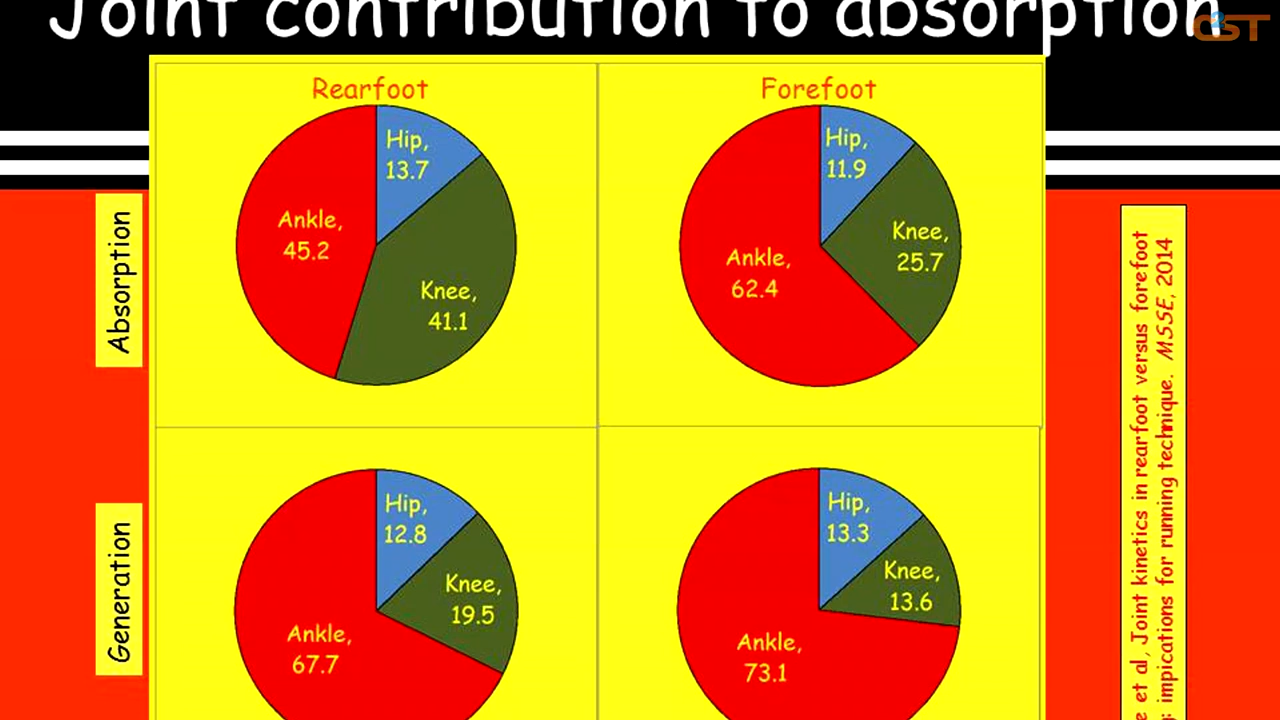 Joint contribution to absorption
Rearfoot
Forefoot
Hip,
13.7
Ankle,
45.2
Knee,
41.1
Hip,
11.9
Knee,
25.7
Ankle,
62.4
Absorption
Hip,
12.8
Knee,
19.5
Ankle,
67.7
Hip,
13.3
Knee,
13.6
Ankle,
73.1
Generation
et al, Joint kinetics in rearfoot versus forefoot
impications for running technique. MSSE, 2014